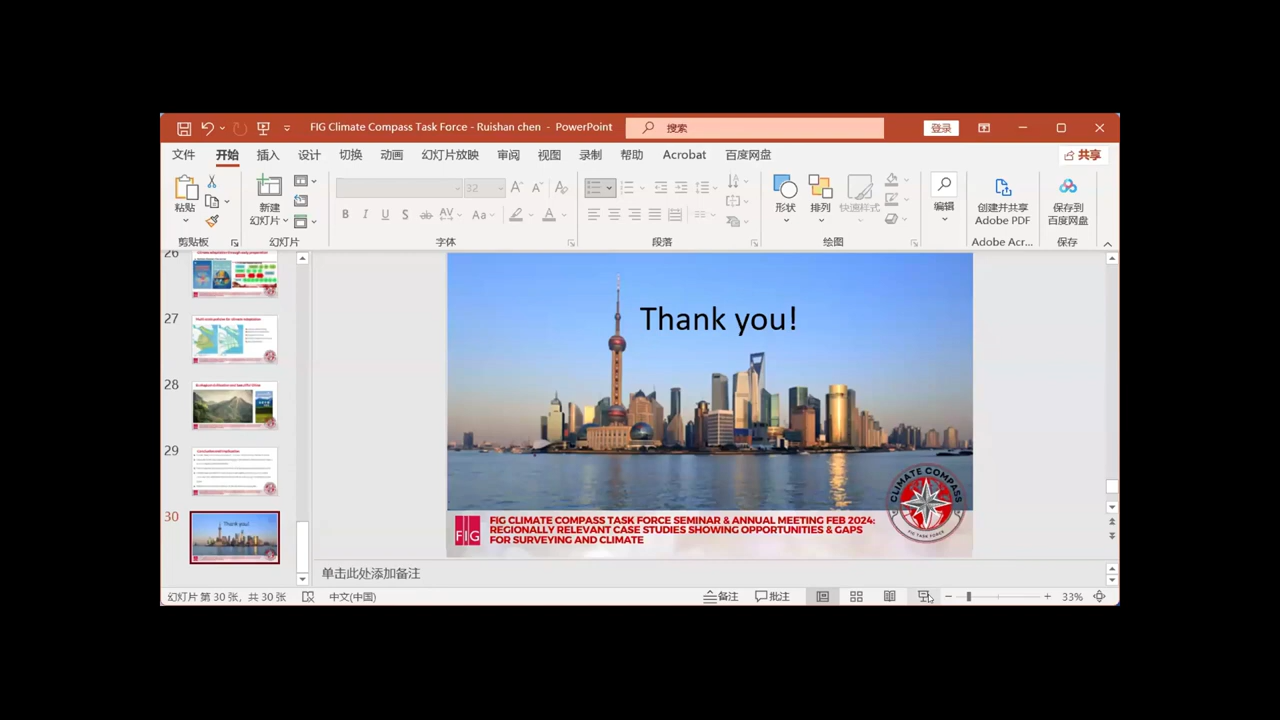 FIG Climate Compass Task Force - Ruishan chen - PowerPoint
搜索
登录
文件 开始 插入 设计 切换 动画 幻灯片放映 审阅 视图 录制 帮助 Acrobat 百度网盘
共享
粘贴
新建
幻灯片
32
B I U S ab AV Aa A
形状
排列
快速样式
编辑
创建并共享
Adobe PDF
保存到
百度网盘
剪贴板
幻灯片
字体
段落
绘图
Adobe Acr...
保存
26
27
28
29
30
Thank you!
CLIMATE COMPASS
FIG TASK FORCE
FIG
FIG CLIMATE COMPASS TASK FORCE SEMINAR & ANNUAL MEETING FEB 2024:
REGIONALLY RELEVANT CASE STUDIES SHOWING OPPORTUNITIES & GAPS
FOR SURVEYING AND CLIMATE
单击此处添加备注
幻灯片 第 30 张，共 30 张
中文(中国)
备注
批注
33%